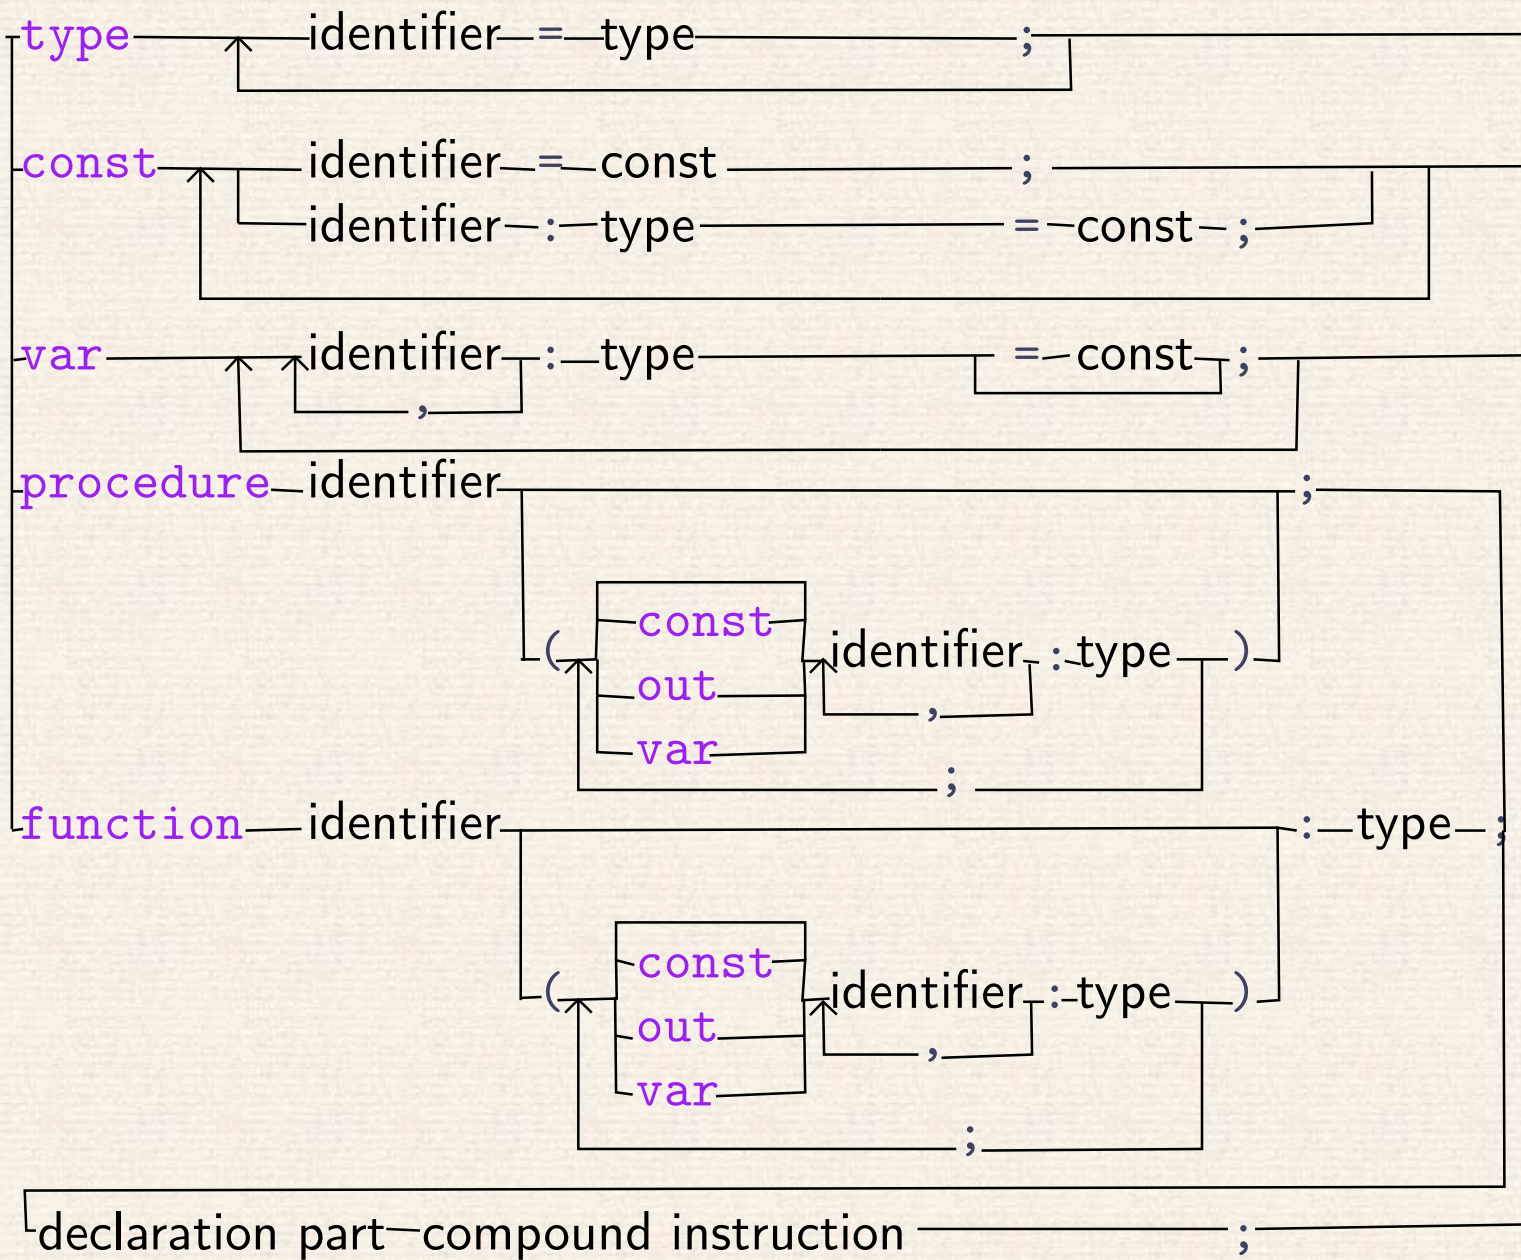 type identifier = type ;
const identifier = const ;
identifier : type = const ;
var identifier : type = const ;
,
procedure identifier ;
const
( identifier : type )
out
,
var
;
function identifier : type ;
const
( identifier : type )
out
,
var
;
declaration part compound instruction ;